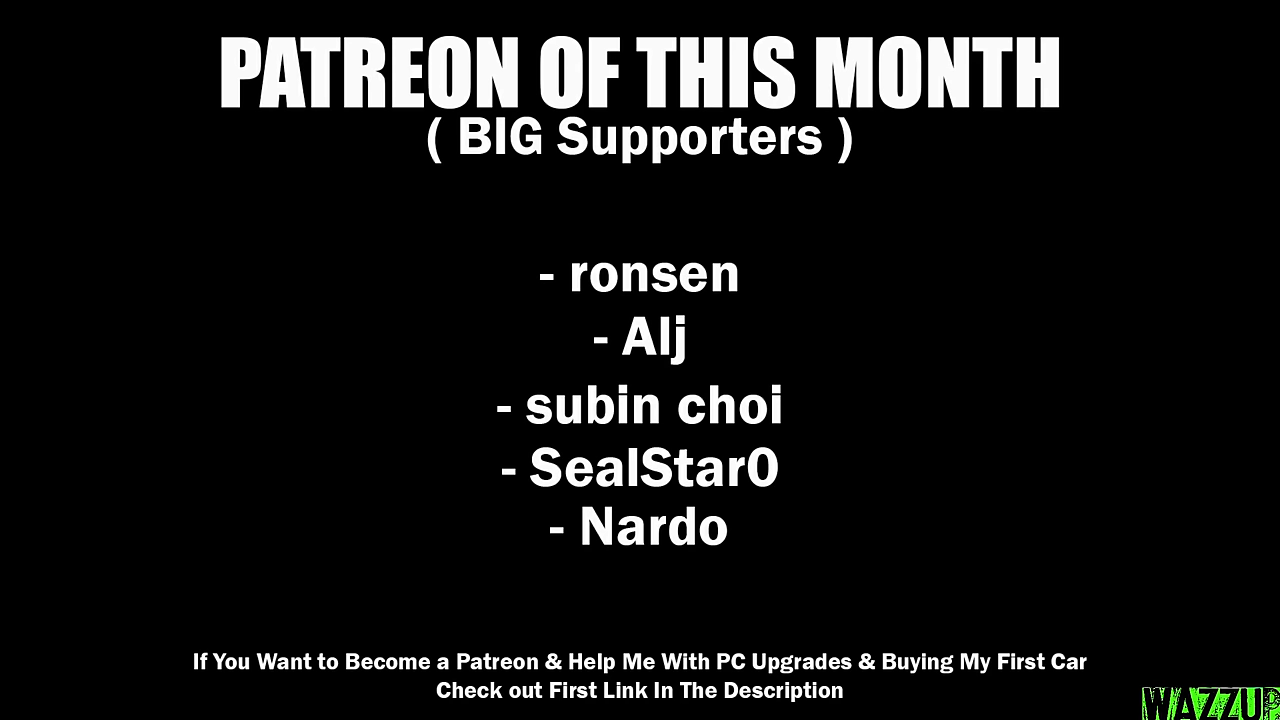 PATREON OF THIS MONTH
( BIG Supporters )
- ronsen
- Alj
- subin choi
- SealStar0
- Nardo
If You Want to Become a Patreon & Help Me With PC Upgrades & Buying My First Car
Check out First Link In The Description
WAZZUP